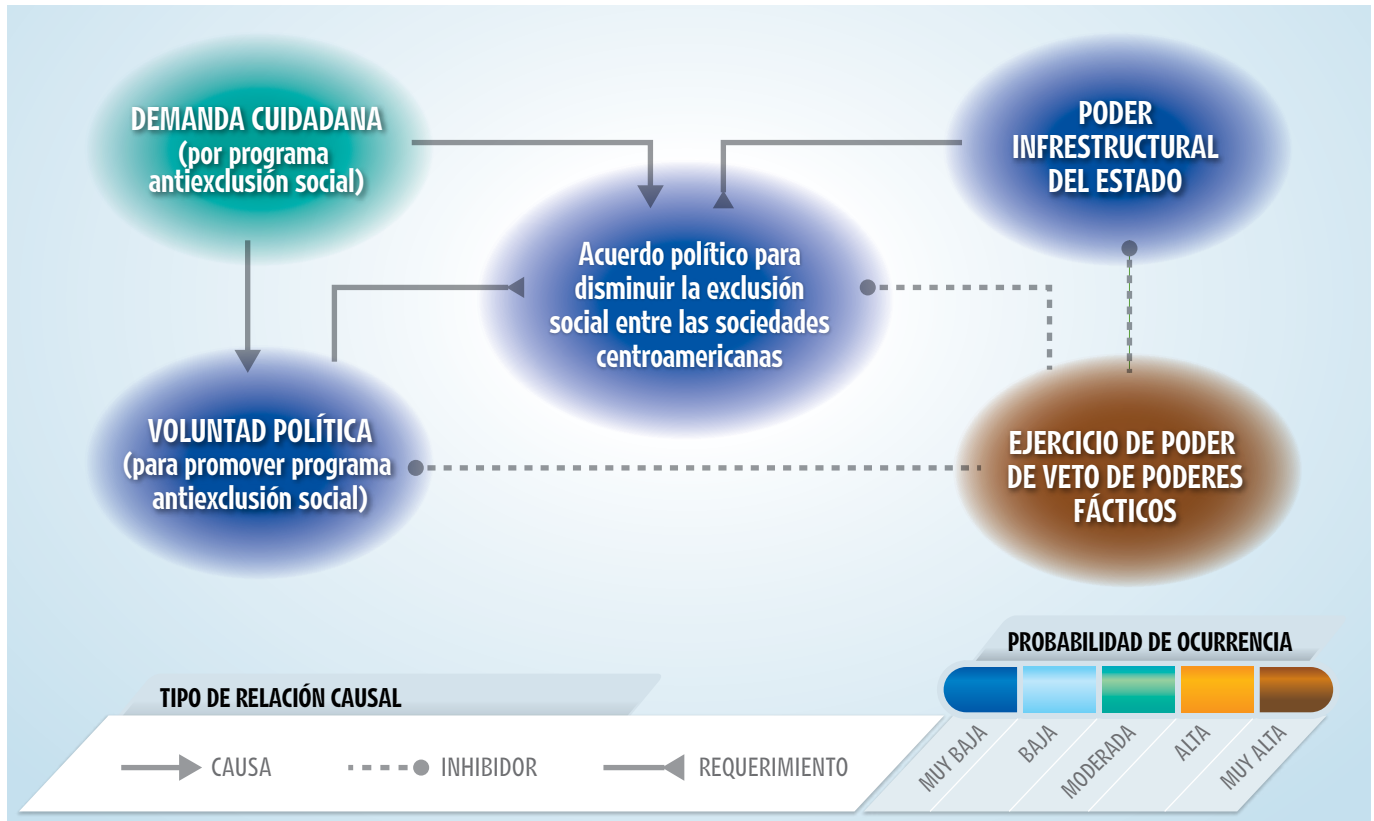 DEMANDA CUIDADANA
(por programa
antiexclusión social)
PODER
INFRESTRUCTURAL
DEL ESTADO
Acuerdo político para
disminuir la exclusión
social entre las sociedades
centroamericanas
VOLUNTAD POLÍTICA
(para promover programa
antiexclusión social)
EJERCICIO DE PODER
DE VETO DE PODERES
FÁCTICOS
PROBABILIDAD DE OCURRENCIA
MUY BAJA
BAJA
MODERADA
ALTA
MUY ALTA
TIPO DE RELACIÓN CAUSAL
CAUSA
INHIBIDOR
REQUERIMIENTO